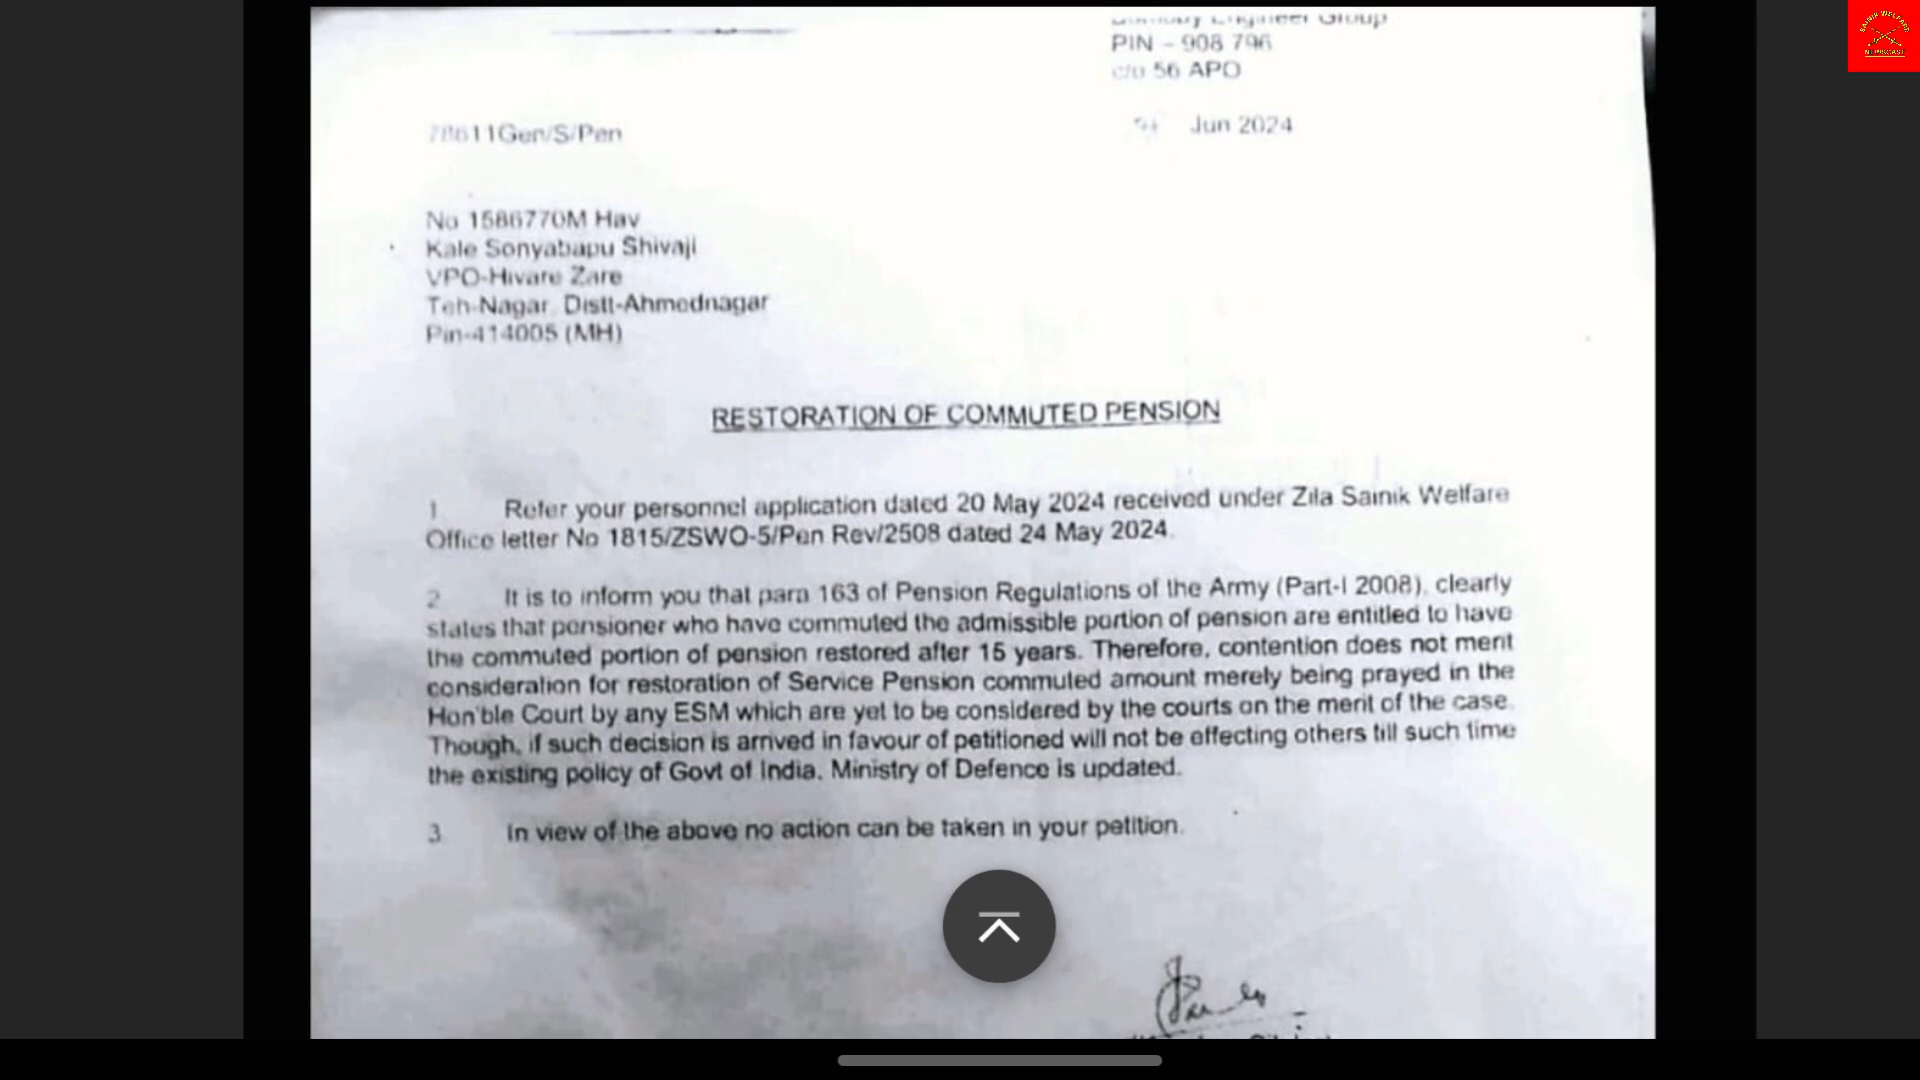 Engineer Group
PIN - 908 796
c/o 56 APO
Jun 2024
78611Gen/S/Pen
No 1586770M Hav
Kale Sonyabapu Shivaji
VPO-Hivare Zare
Teh-Nagar, Distt-Ahmednagar
Pin-414005 (MH)
RESTORATION OF COMMUTED PENSION
1 Refer your personnel application dated 20 May 2024 received under Zila Sainik Welfare
Office letter No 1815/ZSWO-5/Pen Rev/2508 dated 24 May 2024.
2 It is to inform you that para 163 of Pension Regulations of the Army (Part-I 2008), clearly
states that pensioner who have commuted the admissible portion of pension are entitled to have
the commuted portion of pension restored after 15 years. Therefore, contention does not merit
consideration for restoration of Service Pension commuted amount merely being prayed in the
Hon'ble Court by any ESM which are yet to be considered by the courts on the merit of the case.
Though, if such decision is arrived in favour of petitioned will not be effecting others till such time
the existing policy of Govt of India, Ministry of Defence is updated.
3 In view of the above no action can be taken in your petition.
SAINIK WELFARE
NEWSCAST